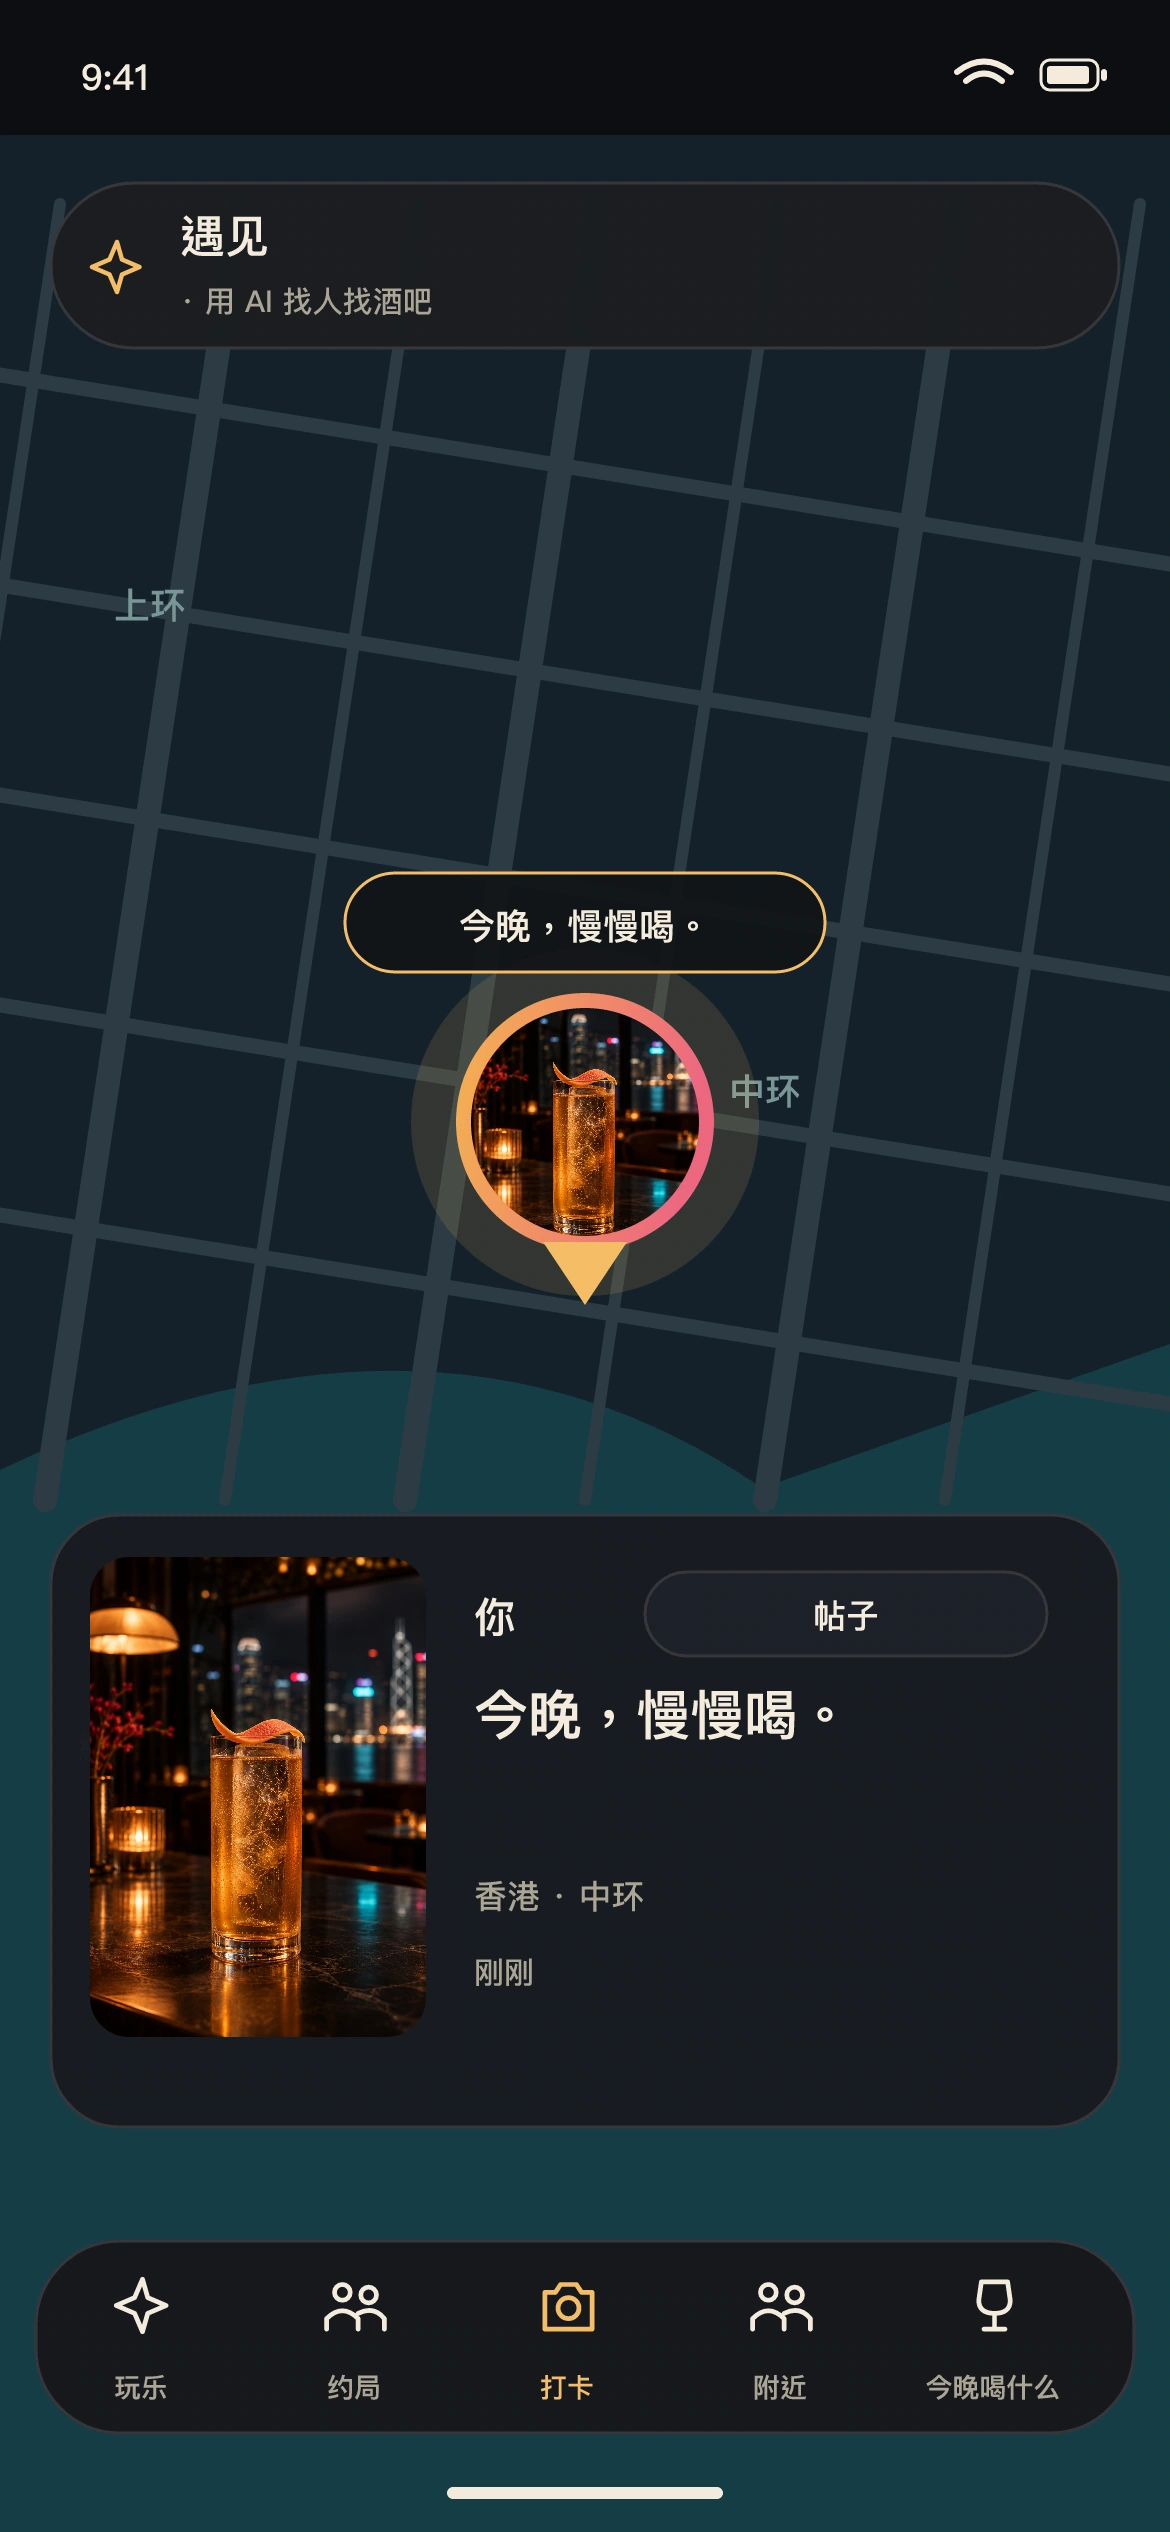 9:41
遇见
· 用 AI 找人找酒吧
上环
今晚，慢慢喝。
中环
你
帖子
今晚，慢慢喝。
香港 · 中环
刚刚
玩乐
约局
打卡
附近
今晚喝什么